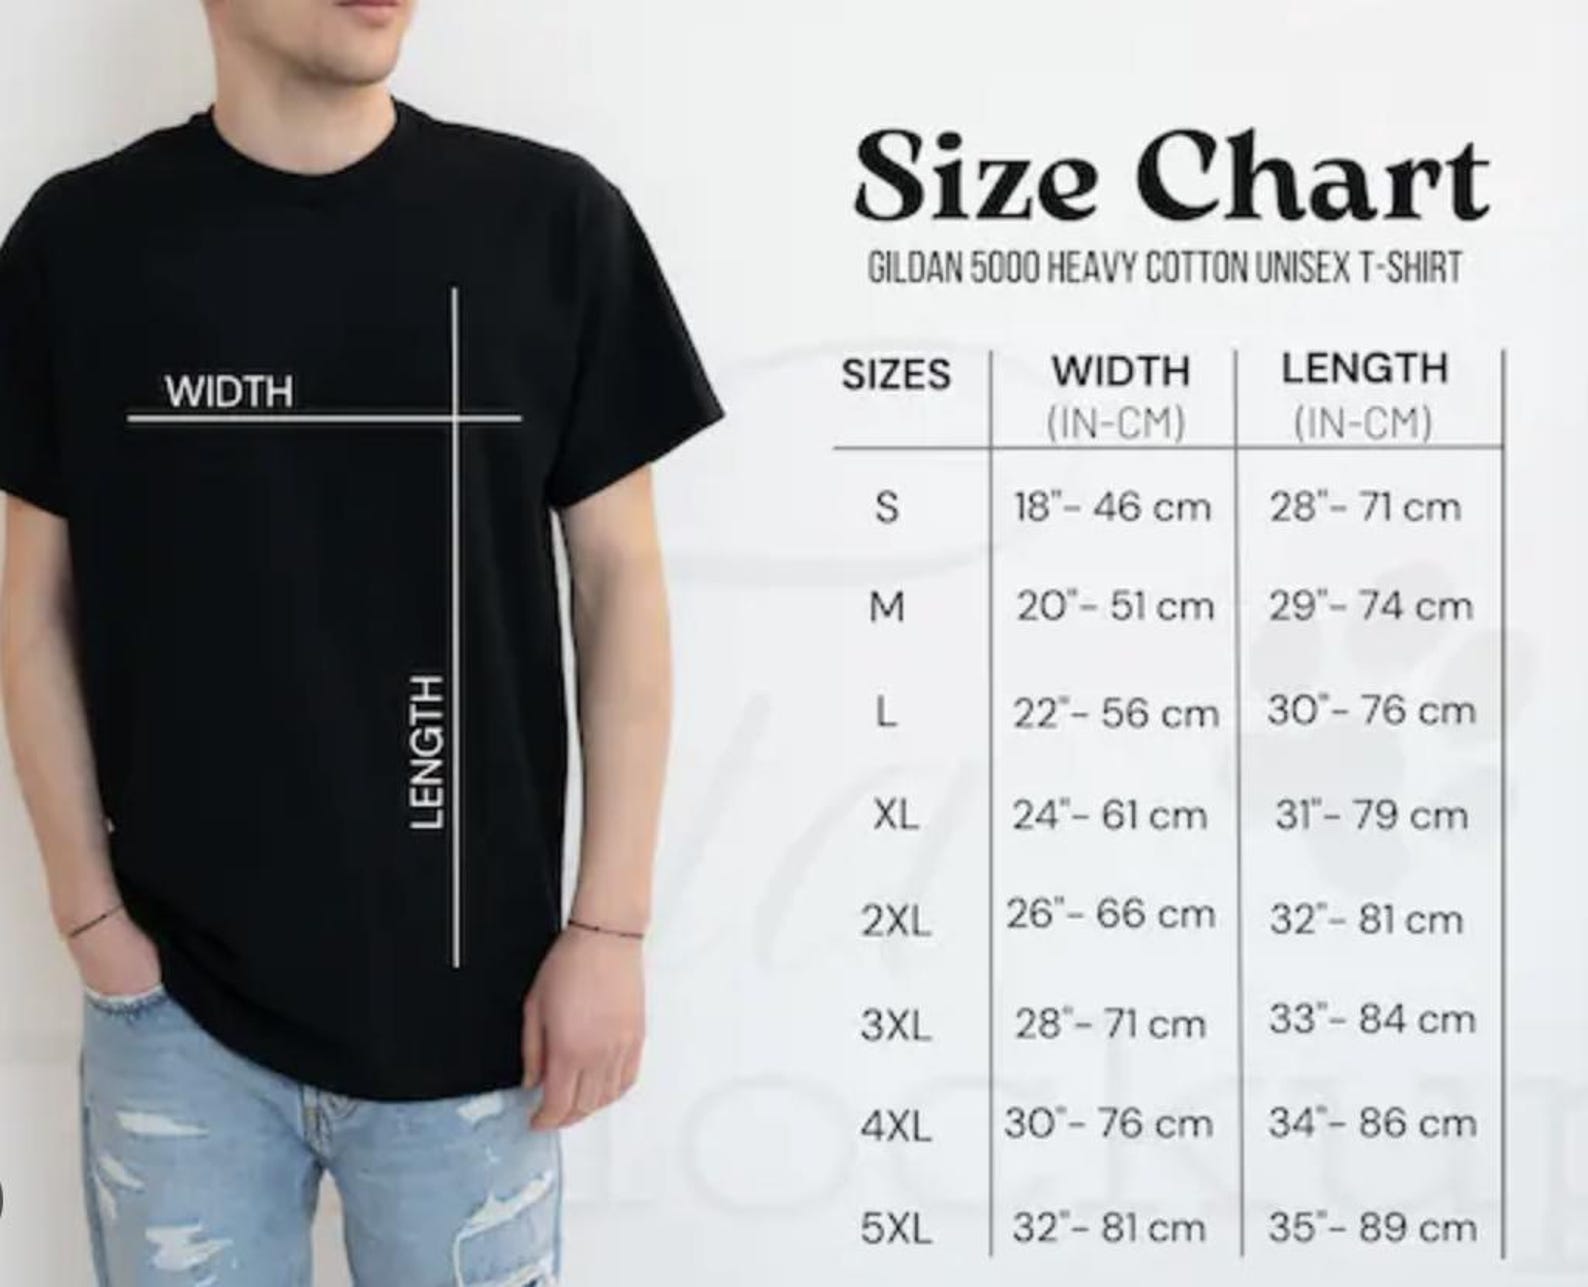 Size Chart
GILDAN 5000 HEAVY COTTON UNISEX T-SHIRT
WIDTH
LENGTH
SIZES WIDTH LENGTH
(IN-CM) (IN-CM)
S 18"- 46 cm 28"- 71 cm
M 20"- 51 cm 29"- 74 cm
L 22"- 56 cm 30"- 76 cm
XL 24"- 61 cm 31"- 79 cm
2XL 26"- 66 cm 32"- 81 cm
3XL 28"- 71 cm 33"- 84 cm
4XL 30"- 76 cm 34"- 86 cm
5XL 32"- 81 cm 35"- 89 cm